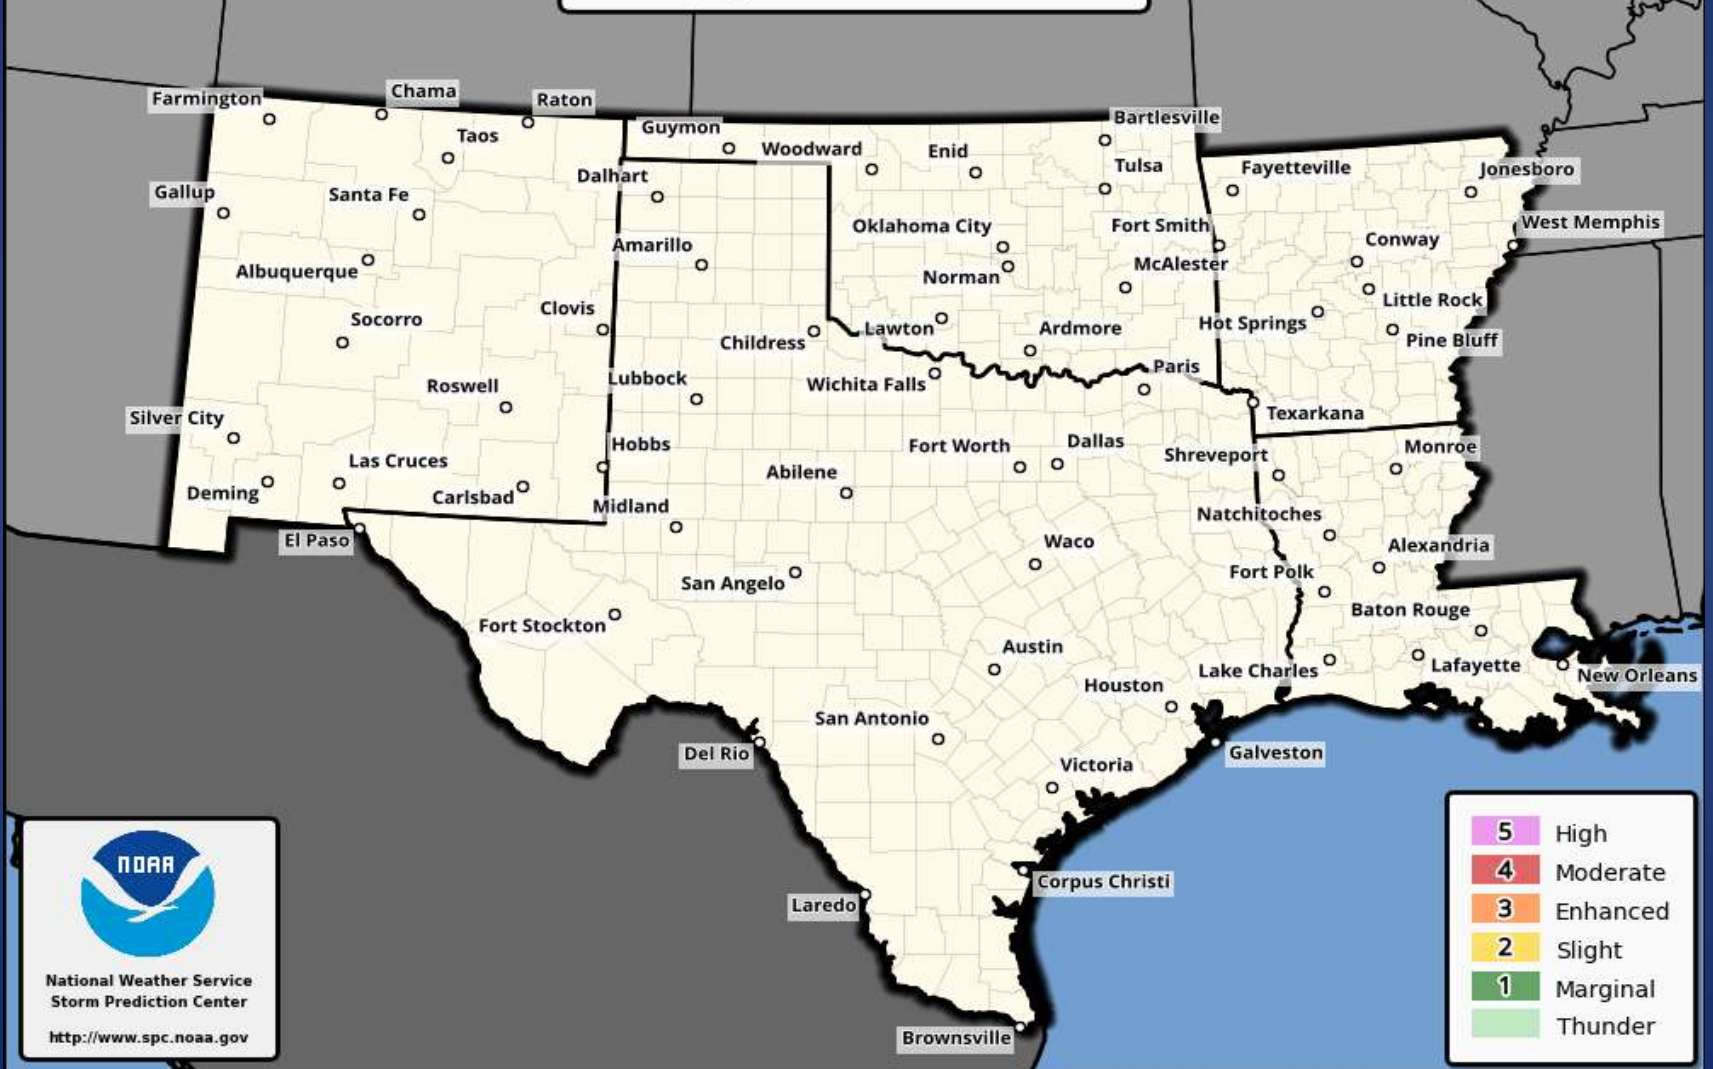 Farmington
Chama
Raton
Taos
Guymon
Woodward
Enid
Bartlesville
Tulsa
Fayetteville
Jonesboro
Gallup
Santa Fe
Dalhart
Oklahoma City
Fort Smith
West Memphis
Albuquerque
Amarillo
Norman
McAlester
Conway
Socorro
Clovis
Childress
Lawton
Ardmore
Hot Springs
Little Rock
Pine Bluff
Roswell
Lubbock
Wichita Falls
Paris
Texarkana
Silver City
Las Cruces
Hobbs
Fort Worth
Dallas
Shreveport
Monroe
Deming
Carlsbad
Midland
Abilene
Natchitoches
El Paso
Waco
Alexandria
San Angelo
Fort Polk
Fort Stockton
Austin
Baton Rouge
Houston
Lake Charles
Lafayette
New Orleans
San Antonio
Del Rio
Victoria
Galveston
Laredo
Corpus Christi
Brownsville
NOAA
National Weather Service
Storm Prediction Center
http://www.spc.noaa.gov
5 High
4 Moderate
3 Enhanced
2 Slight
1 Marginal
Thunder